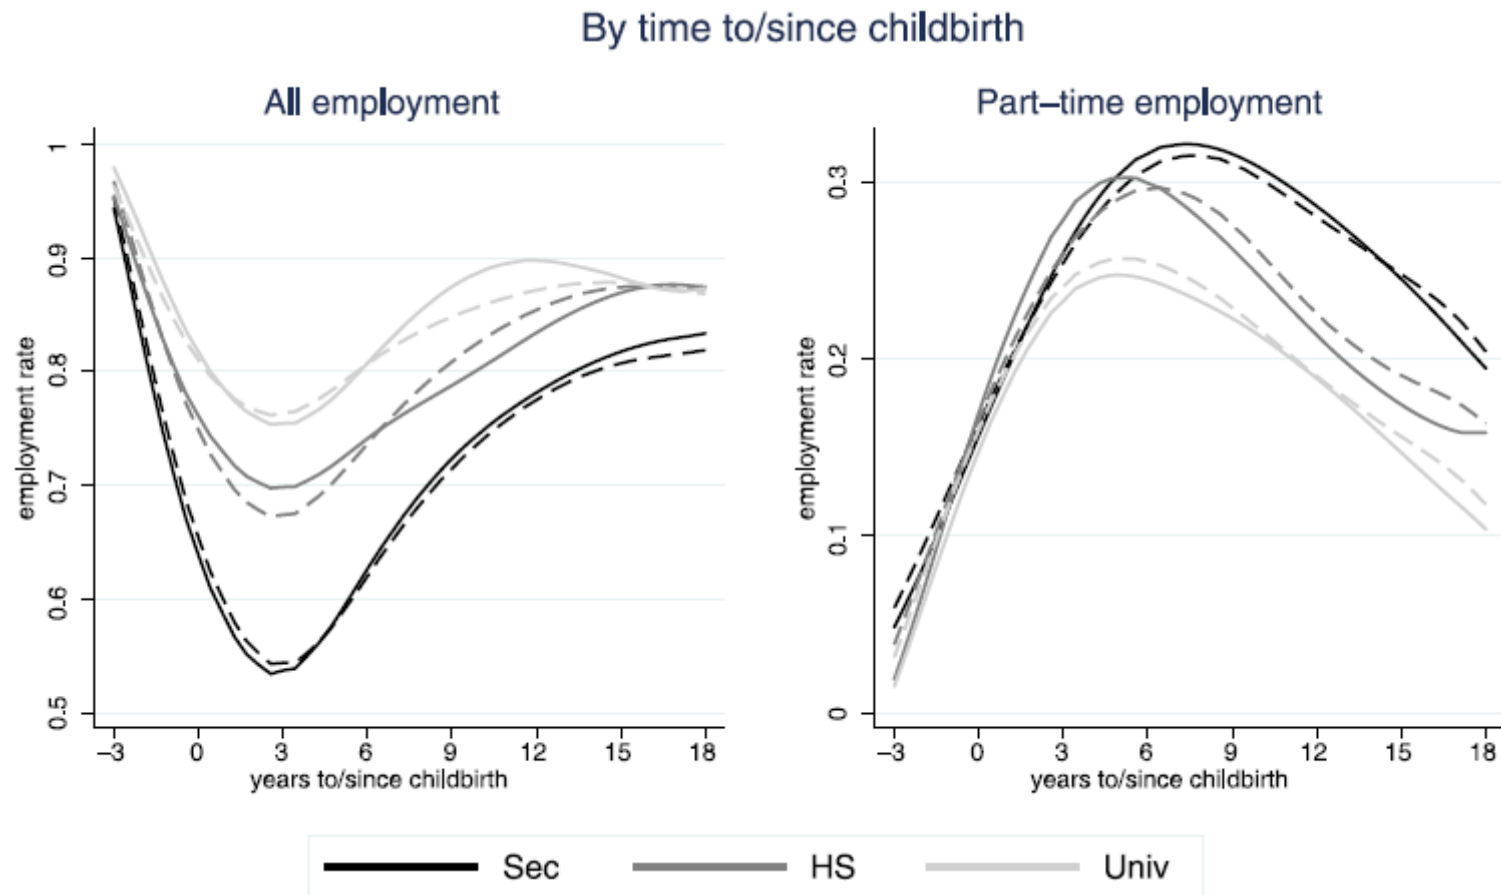 By time to/since childbirth
All employment
Part–time employment
employment rate
1
0.9
0.8
0.7
0.6
0.5
–3 0 3 6 9 12 15 18
years to/since childbirth
employment rate
0.3
0.2
0.1
0
–3 0 3 6 9 12 15 18
years to/since childbirth
Sec HS Univ